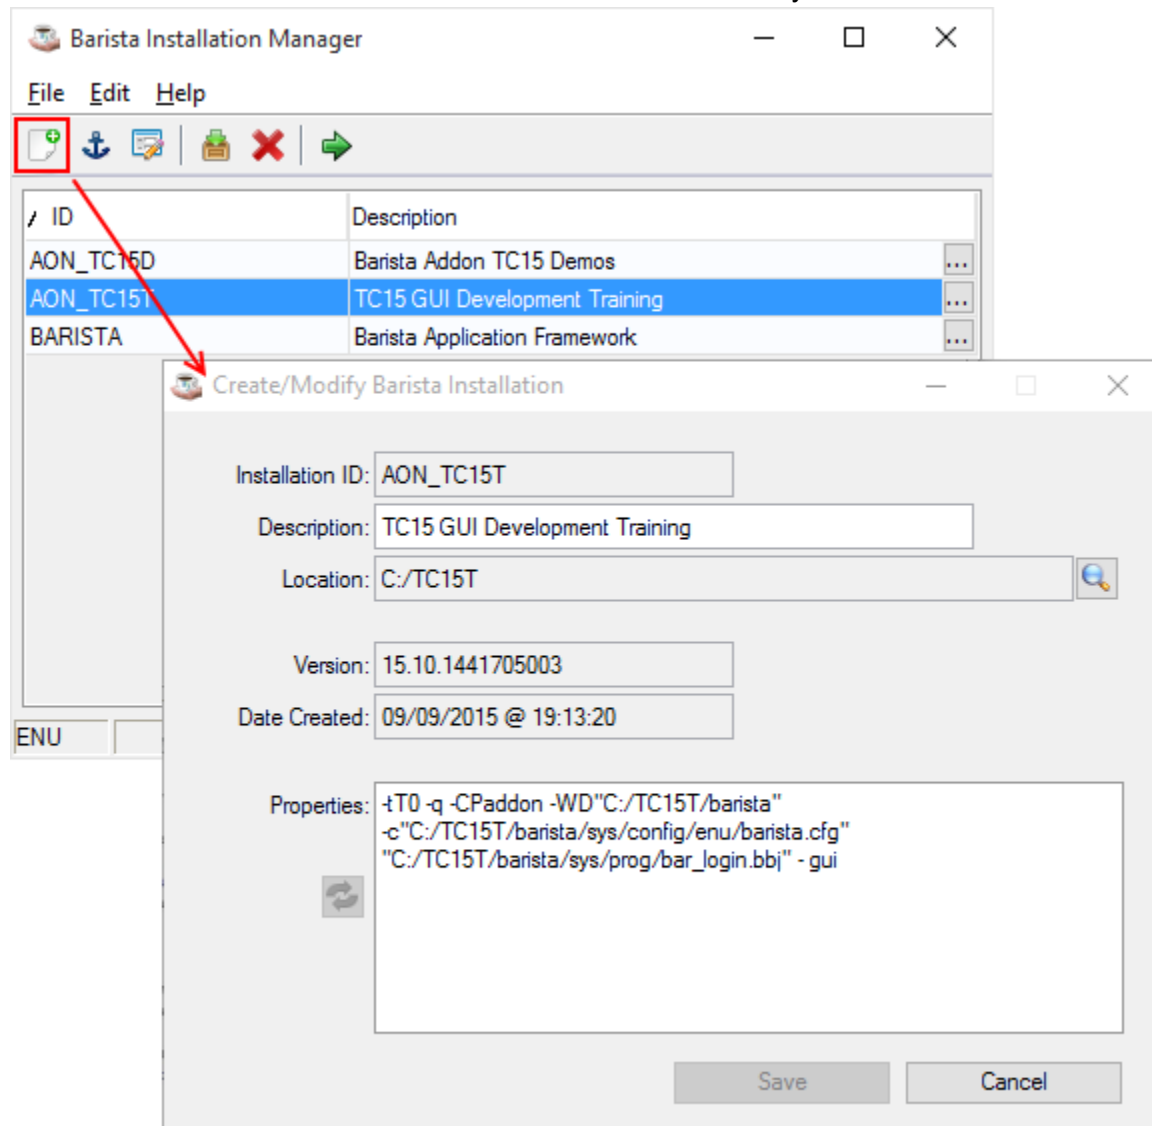 Barista Installation Manager
File Edit Help
/ ID Description
AON_TC15D Barista Addon TC15 Demos ...
AON_TC15T TC15 GUI Development Training ...
BARISTA Barista Application Framework ...
Create/Modify Barista Installation
Installation ID: AON_TC15T
Description: TC15 GUI Development Training
Location: C:/TC15T
Version: 15.10.1441705003
Date Created: 09/09/2015 @ 19:13:20
ENU
Properties: -tT0 -q -CPaddon -WD"C:/TC15T/barista"
-c"C:/TC15T/barista/sys/config/enu/barista.cfg"
"C:/TC15T/barista/sys/prog/bar_login.bbj" - gui
Save Cancel